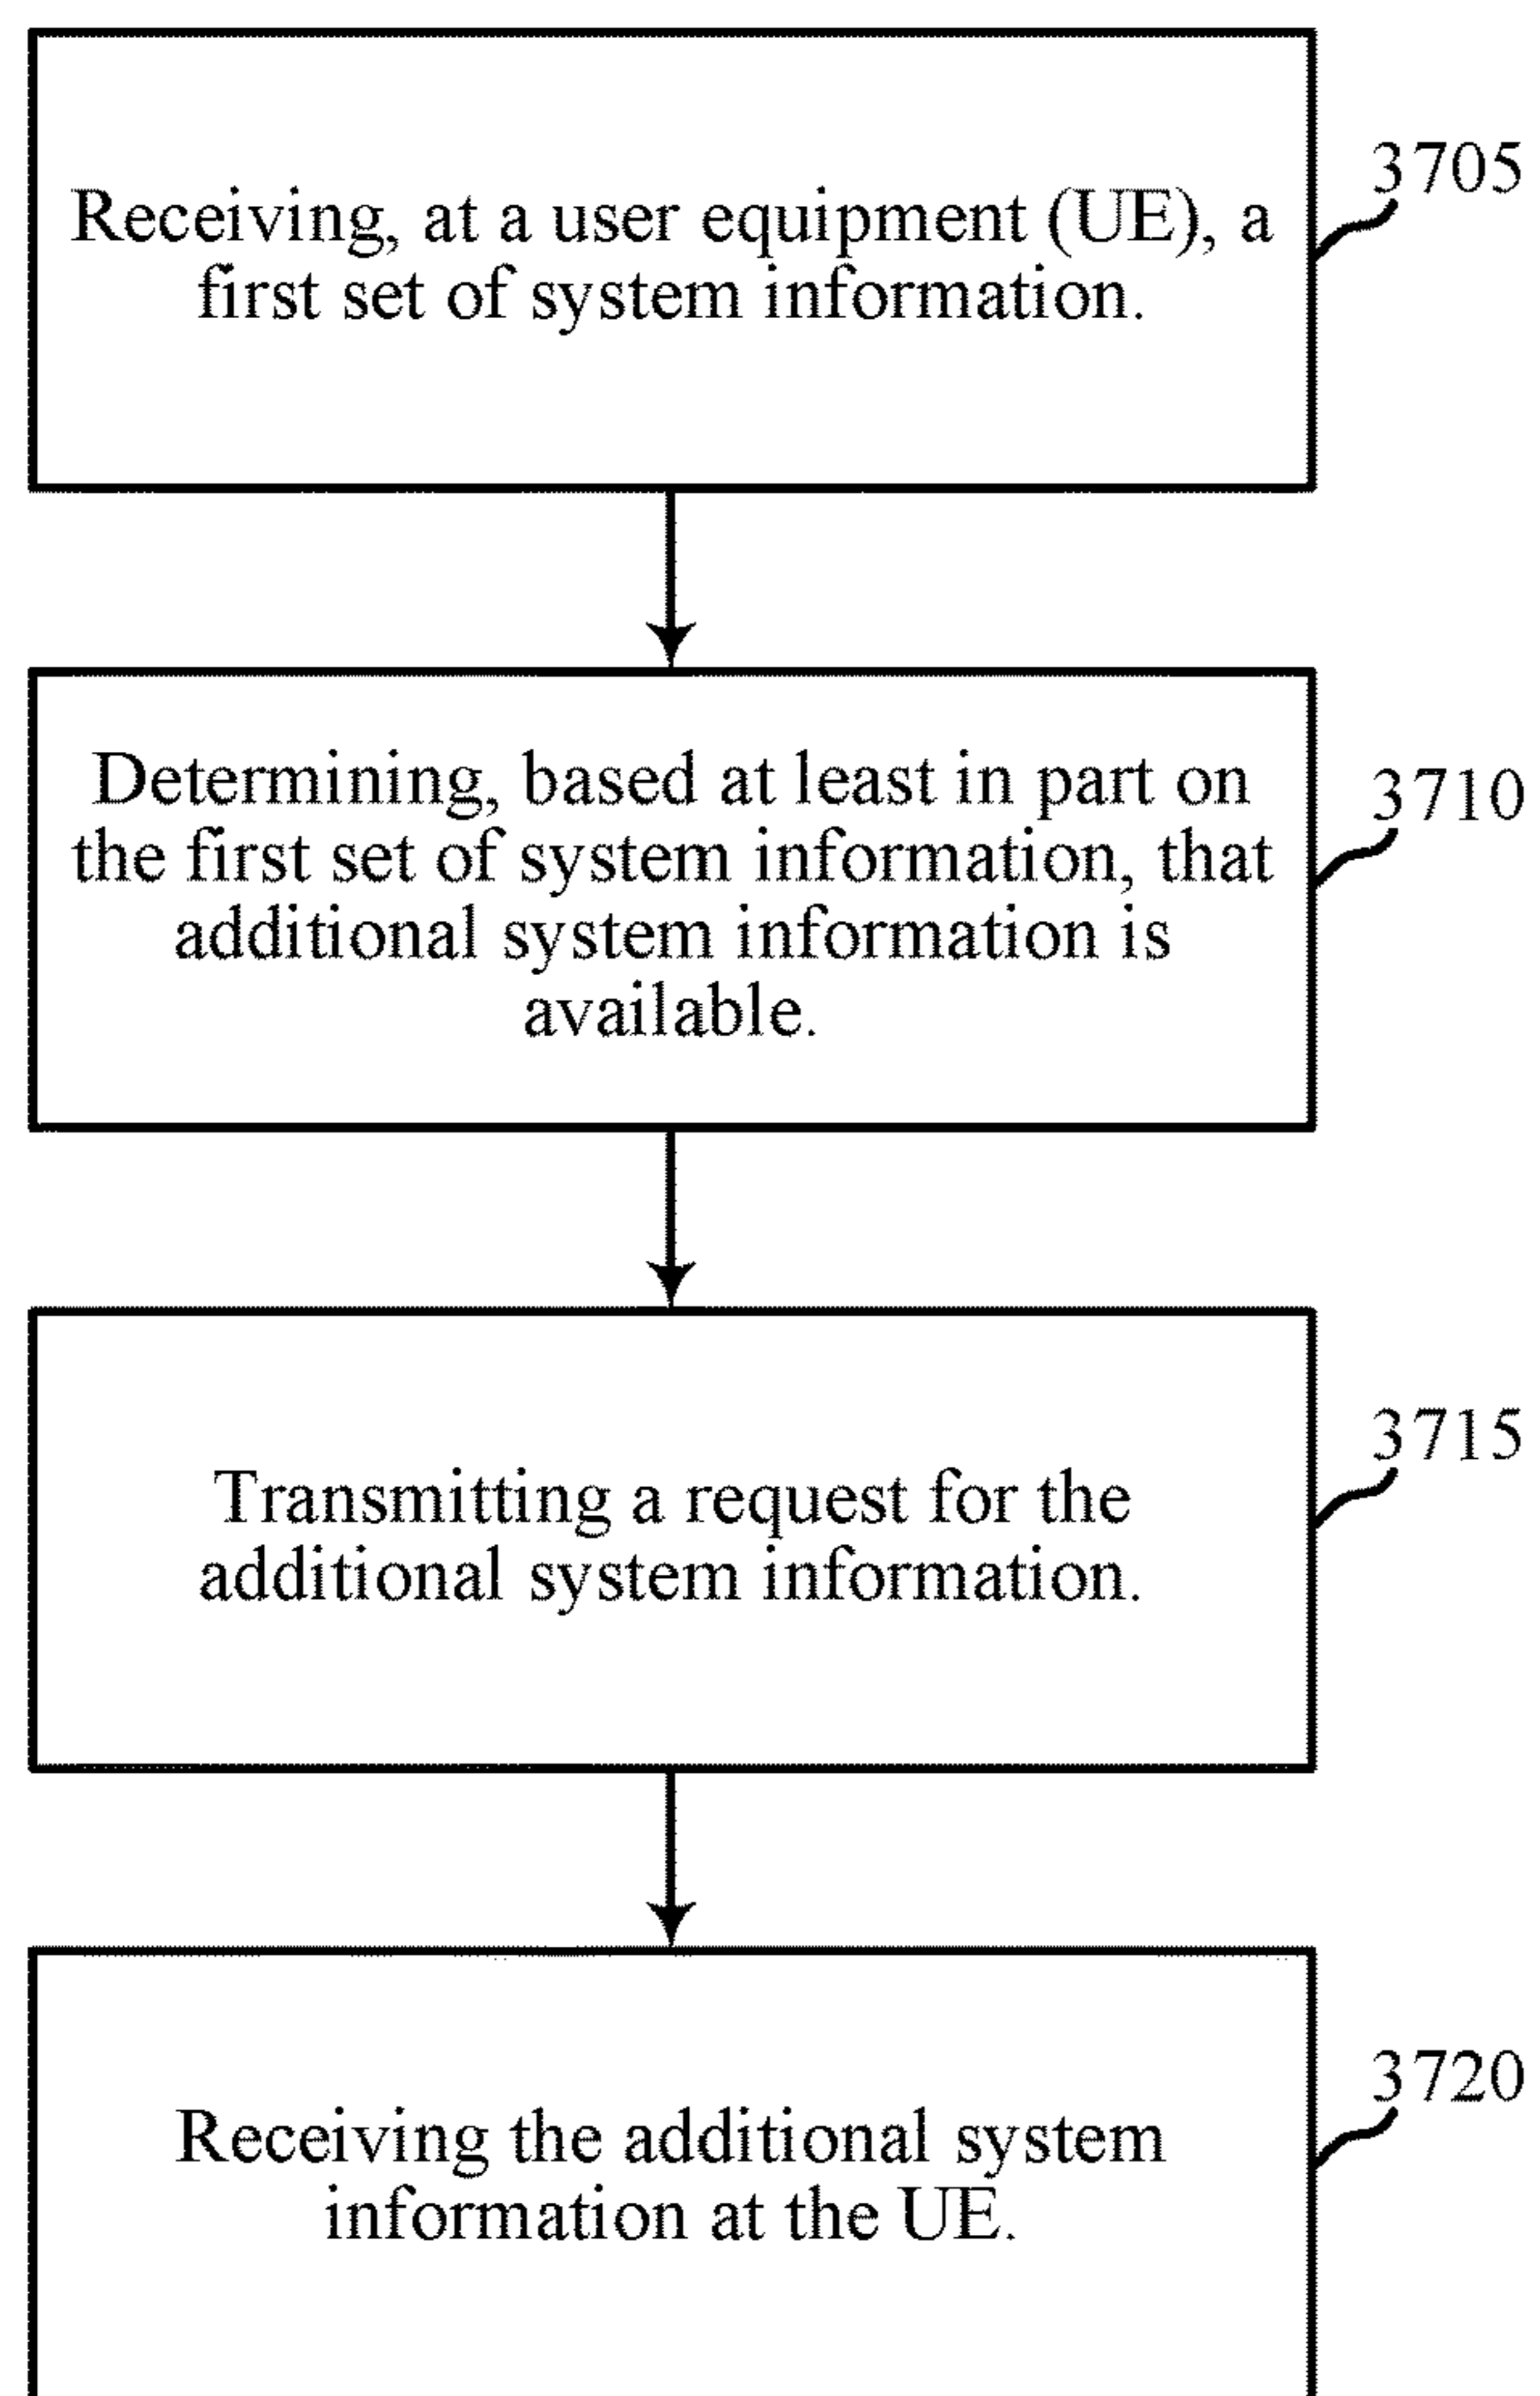 3705
Receiving, at a user equipment (UE), a
first set of system information.
3710
Determining, based at least in part on
the first set of system information, that
additional system information is
available.
3715
Transmitting a request for the
additional system information.
3720
Receiving the additional system
information at the UE.